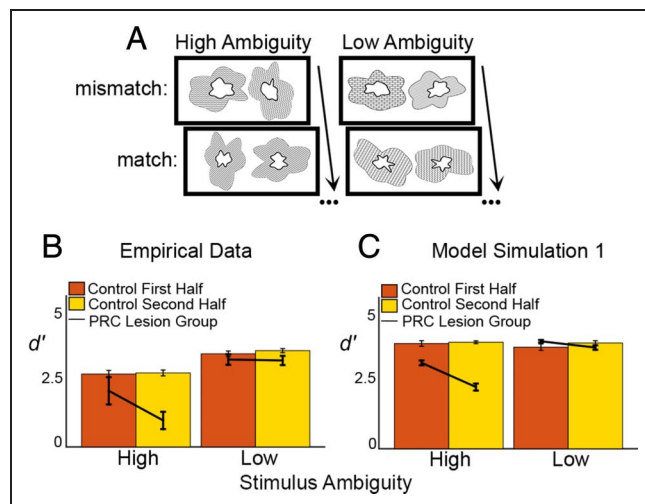 A
High Ambiguity Low Ambiguity
mismatch:
match:
...
...
B Empirical Data
Control First Half
Control Second Half
PRC Lesion Group
5
d'
2.5
0
High Low
C Model Simulation 1
Control First Half
Control Second Half
PRC Lesion Group
5
d'
2.5
0
High Low
Stimulus Ambiguity